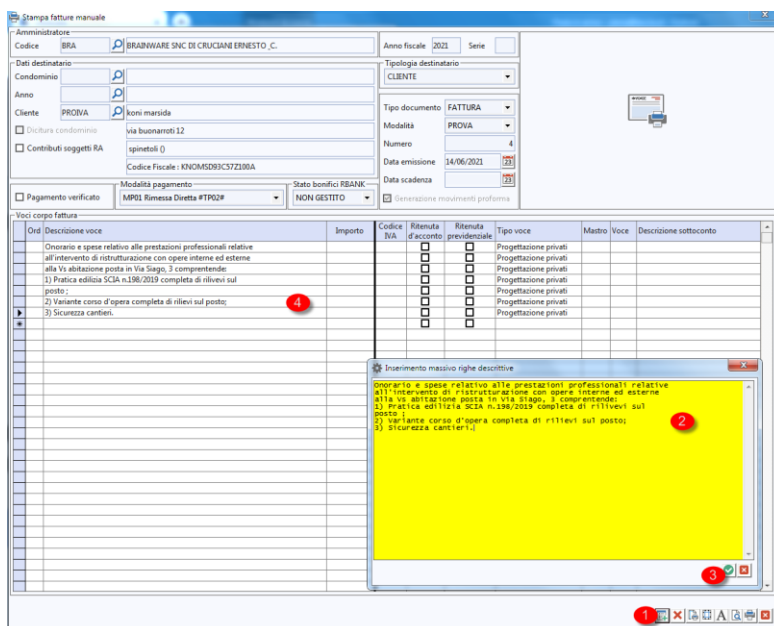 Stampa fatture manuale
Amministratore
Codice BRA BRAINWARE SNC DI CRUCIANI ERNESTO _C.
Anno fiscale 2021 Serie
Dati destinatario
Condominio
Anno
Cliente PROIVA koni marsida
Dicitura condominio via buonarroti 12
Contributi soggetti RA spinetoli ()
Codice Fiscale : KNOMSD93C57Z100A
Tipologia destinatario
CLIENTE
Tipo documento FATTURA
Modalità PROVA
Numero 4
Data emissione 14/06/2021 23
Data scadenza 23
Generazione movimenti proforma
Pagamento verificato
Modalità pagamento
MP01 Rimessa Diretta #TP02#
Stato bonifici RBANK
NON GESTITO
Voci corpo fattura
Ord Descrizione voce Importo Codice IVA Ritenuta d'acconto Ritenuta previdenziale Tipo voce Mastro Voce Descrizione sottoconto
Onorario e spese relativo alle prestazioni professionali relative Progettazione privati
all'intervento di ristrutturazione con opere interne ed esterne Progettazione privati
alla Vs abitazione posta in Via Siago, 3 comprentende: Progettazione privati
1) Pratica edilizia SCIA n.198/2019 completa di rilivevi sul Progettazione privati
posto ; Progettazione privati
2) Variante corso d'opera completa di rilievi sul posto; Progettazione privati
3) Sicurezza cantieri. Progettazione privati
4
Inserimento massivo righe descrittive
Onorario e spese relativo alle prestazioni professionali relative
all'intervento di ristrutturazione con opere interne ed esterne
alla Vs abitazione posta in Via Siago, 3 comprentende:
1) Pratica edilizia SCIA n.198/2019 completa di rilivevi sul
posto ;
2) Variante corso d'opera completa di rilievi sul posto;
3) Sicurezza cantieri.
2
3
1
A